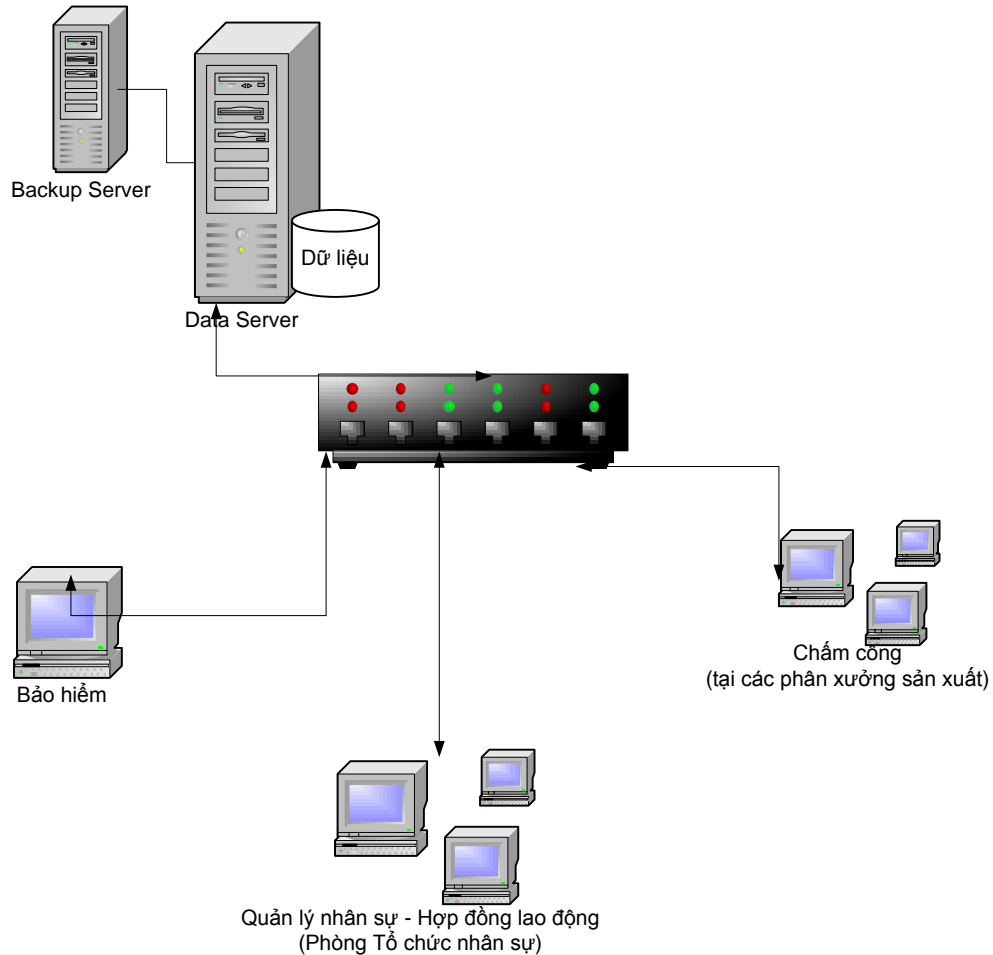 Backup Server
Dữ liệu
Data Server
Bảo hiểm
Chấm công
(tại các phân xưởng sản xuất)
Quản lý nhân sự - Hợp đồng lao động
(Phòng Tổ chức nhân sự)